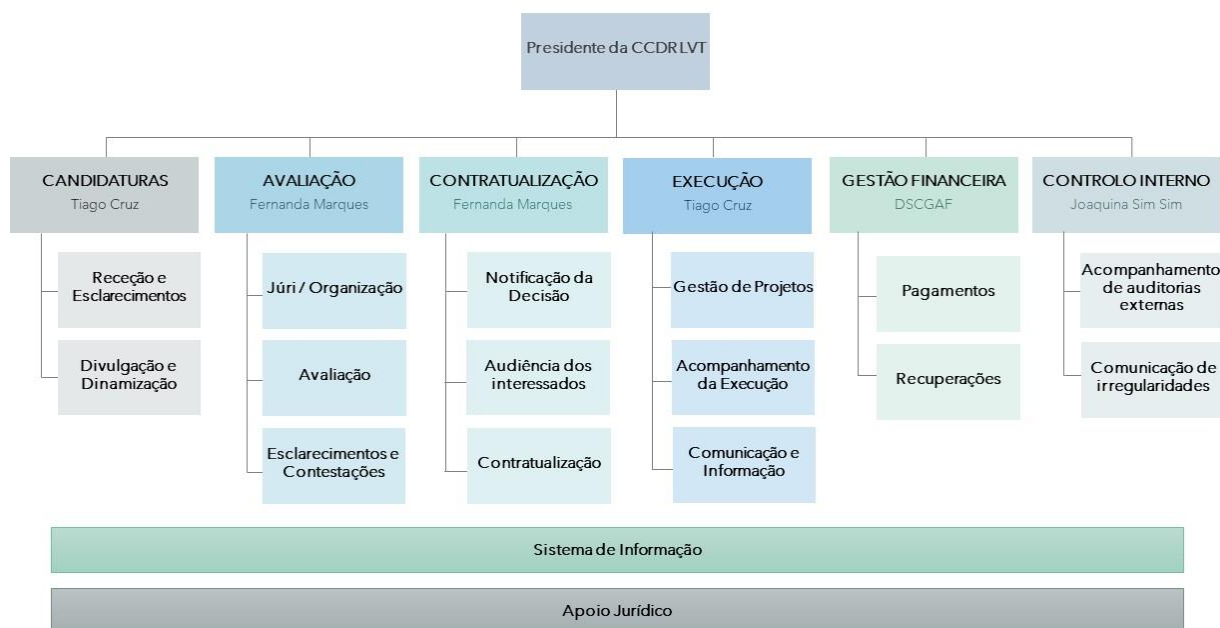 Presidente da CCDR LVT
CANDIDATURAS
Tiago Cruz
Receção e
Esclarecimentos
Divulgação e
Dinamização
AVALIAÇÃO
Fernanda Marques
Júri / Organização
Avaliação
Esclarecimentos e
Contestações
CONTRATUALIZAÇÃO
Fernanda Marques
Notificação da
Decisão
Audiência dos
interessados
Contratualização
EXECUÇÃO
Tiago Cruz
Gestão de Projetos
Acompanhamento
da Execução
Comunicação e
Informação
GESTÃO FINANCEIRA
DSCGAF
Pagamentos
Recuperações
CONTROLO INTERNO
Joaquina Sim Sim
Acompanhamento
de auditorias
externas
Comunicação de
irregularidades
Sistema de Informação
Apoio Jurídico